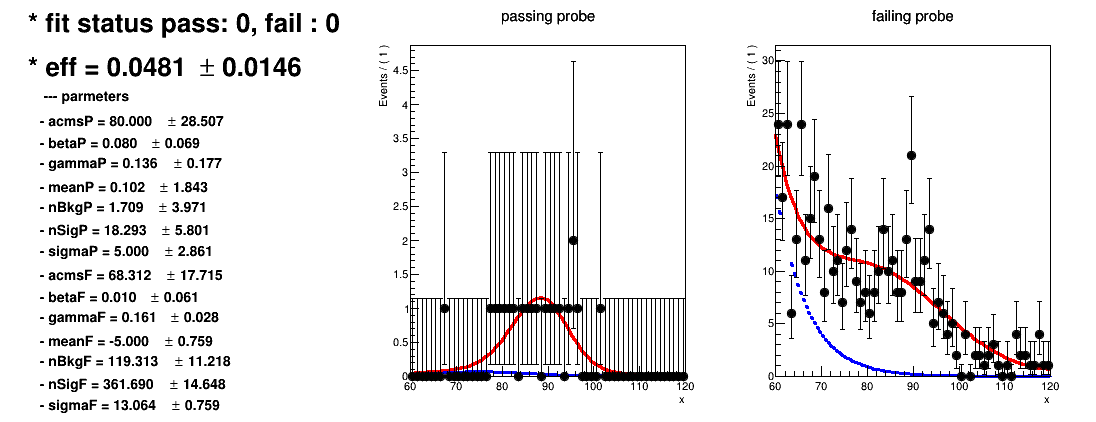 * fit status pass: 0, fail : 0
* eff = 0.0481 ± 0.0146
--- parmeters
- acmsP = 80.000 ± 28.507
- betaP = 0.080 ± 0.069
- gammaP = 0.136 ± 0.177
- meanP = 0.102 ± 1.843
- nBkgP = 1.709 ± 3.971
- nSigP = 18.293 ± 5.801
- sigmaP = 5.000 ± 2.861
- acmsF = 68.312 ± 17.715
- betaF = 0.010 ± 0.061
- gammaF = 0.161 ± 0.028
- meanF = -5.000 ± 0.759
- nBkgF = 119.313 ± 11.218
- nSigF = 361.690 ± 14.648
- sigmaF = 13.064 ± 0.759
passing probe
Events / ( 1 )
4.5
4
3.5
3
2.5
2
1.5
1
0.5
0
60 70 80 90 100 110 120
x
failing probe
Events / ( 1 )
30
25
20
15
10
5
0
60 70 80 90 100 110 120
x